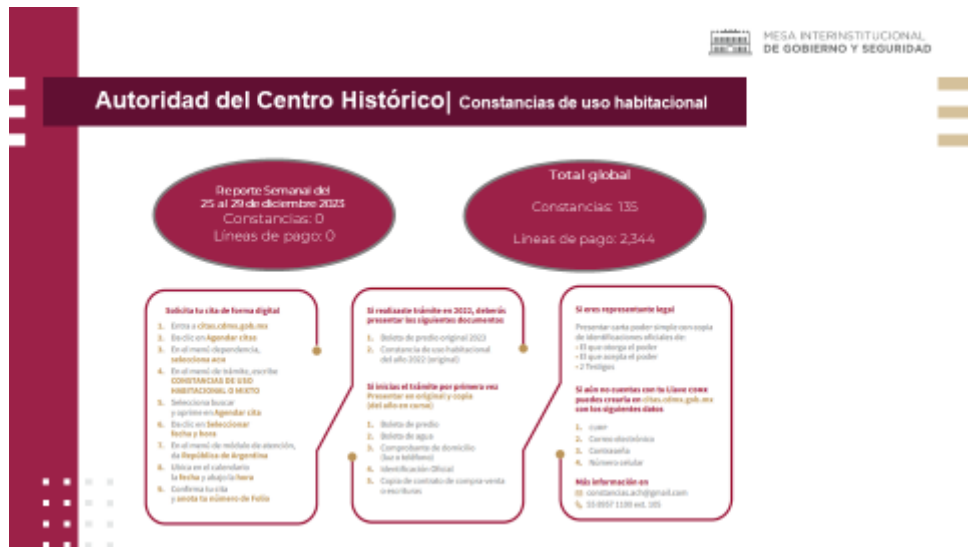 MESA INTERINSTITUCIONAL
DE GOBIERNO Y SEGURIDAD
Autoridad del Centro Histórico| Constancias de uso habitacional
Reporte Semanal del
25 al 29 de diciembre 2023
Constancias: 0
Líneas de pago: 0
Total global
Constancias: 135
Líneas de pago: 2,344
Solicita tu cita de forma digital
1. Entra a citas.cdmx.gob.mx
2. Da clic en Agendar citas
3. En el menú dependencia,
selecciona ACH
4. En el menú de trámite, escribe
CONSTANCIAS DE USO
HABITACIONAL O MIXTO
5. Selecciona buscar
y oprime en Agendar cita
6. Da clic en Seleccionar
fecha y hora
7. En el menú de módulo de atención,
da República de Argentina
8. Ubica en el calendario
la fecha y abajo la hora
9. Confirma tu cita
y anota tu número de Folio
Si realizaste trámite en 2022, deberás
presentar los siguientes documentos
1. Boleta de predio original 2023
2. Constancia de uso habitacional
del año 2022 (original)
Si inicias el trámite por primera vez
Presentar en original y copia
(del año en curso)
1. Boleta de predio
2. Boleta de agua
3. Comprobante de domicilio
(luz o teléfono)
4. Identificación Oficial
5. Copia de contrato de compra-venta
o escrituras
Si eres representante legal
Presentar carta poder simple con copia
de identificaciones oficiales de:
• El que otorga el poder
• El que acepta el poder
• 2 Testigos
Si aún no cuentas con tu Llave CDMX
puedes crearla en citas.cdmx.gob.mx
con los siguientes datos
1. CURP
2. Correo electrónico
3. Contraseña
4. Número celular
Más información en
constancias.ach@gmail.com
55 8957 1100 ext. 105